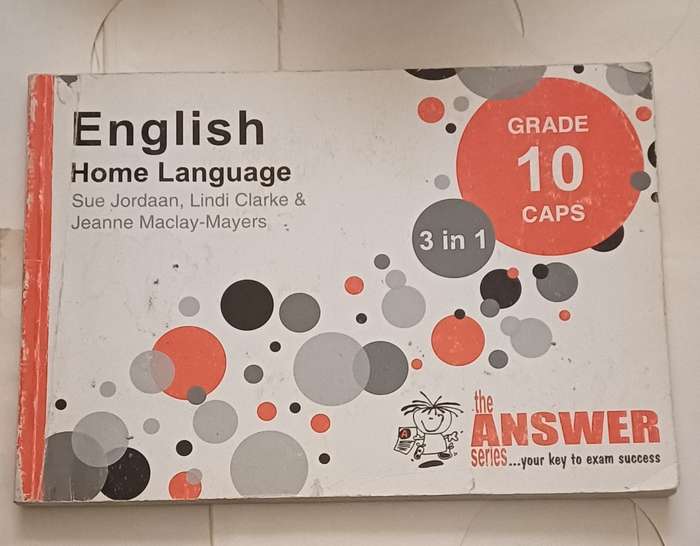 English
Home Language
Sue Jordaan, Lindi Clarke &
Jeanne Maclay-Mayers
GRADE
10
CAPS
3 in 1
the
ANSWER
series...your key to exam success